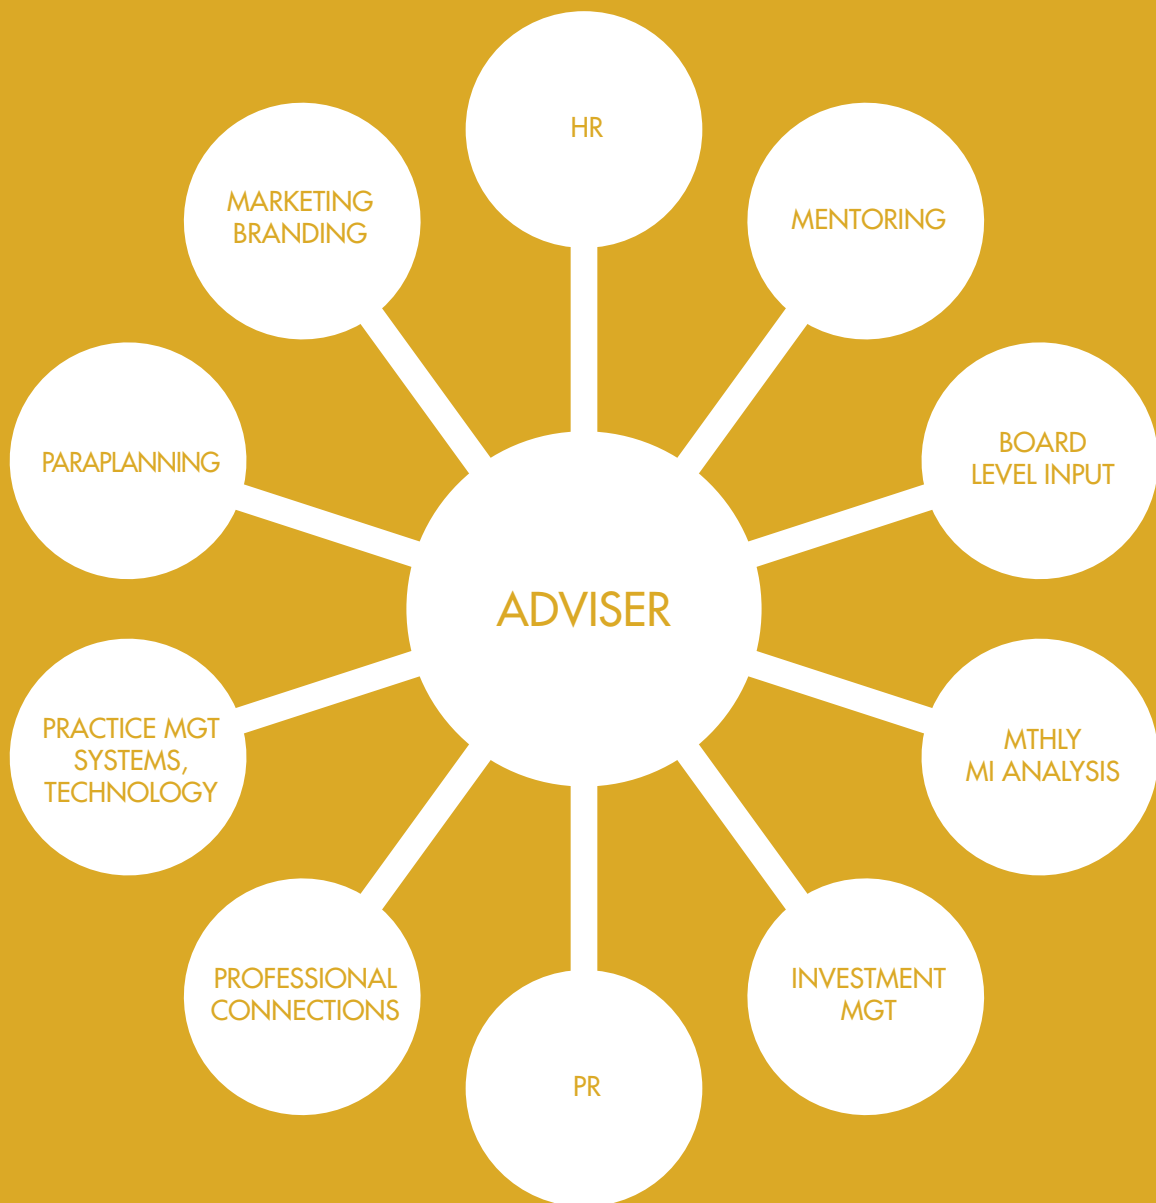 HR
MARKETING
BRANDING
MENTORING
PARAPLANNING
BOARD
LEVEL INPUT
ADVISER
PRACTICE MGT
SYSTEMS,
TECHNOLOGY
MTHLY
MI ANALYSIS
PROFESSIONAL
CONNECTIONS
INVESTMENT
MGT
PR